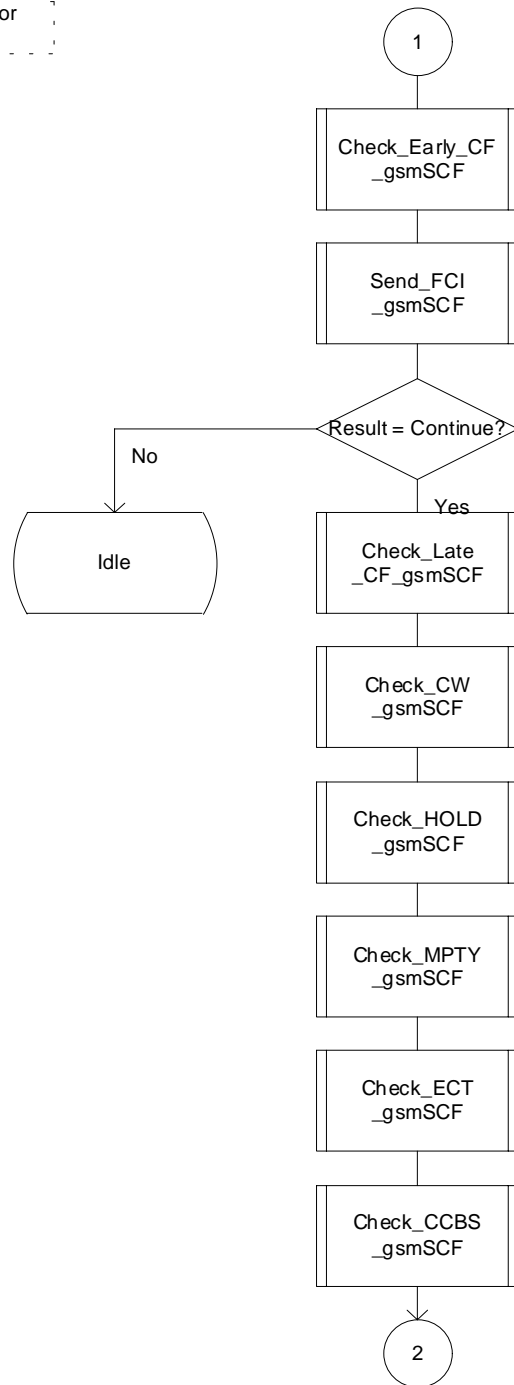 or
1
Check_Early_CF
_gsmSCF
Send_FCI
_gsmSCF
Result = Continue?
No
Yes
Idle
Check_Late
_CF_gsmSCF
Check_CW
_gsmSCF
Check_HOLD
_gsmSCF
Check_MPTY
_gsmSCF
Check_ECT
_gsmSCF
Check_CCBS
_gsmSCF
2